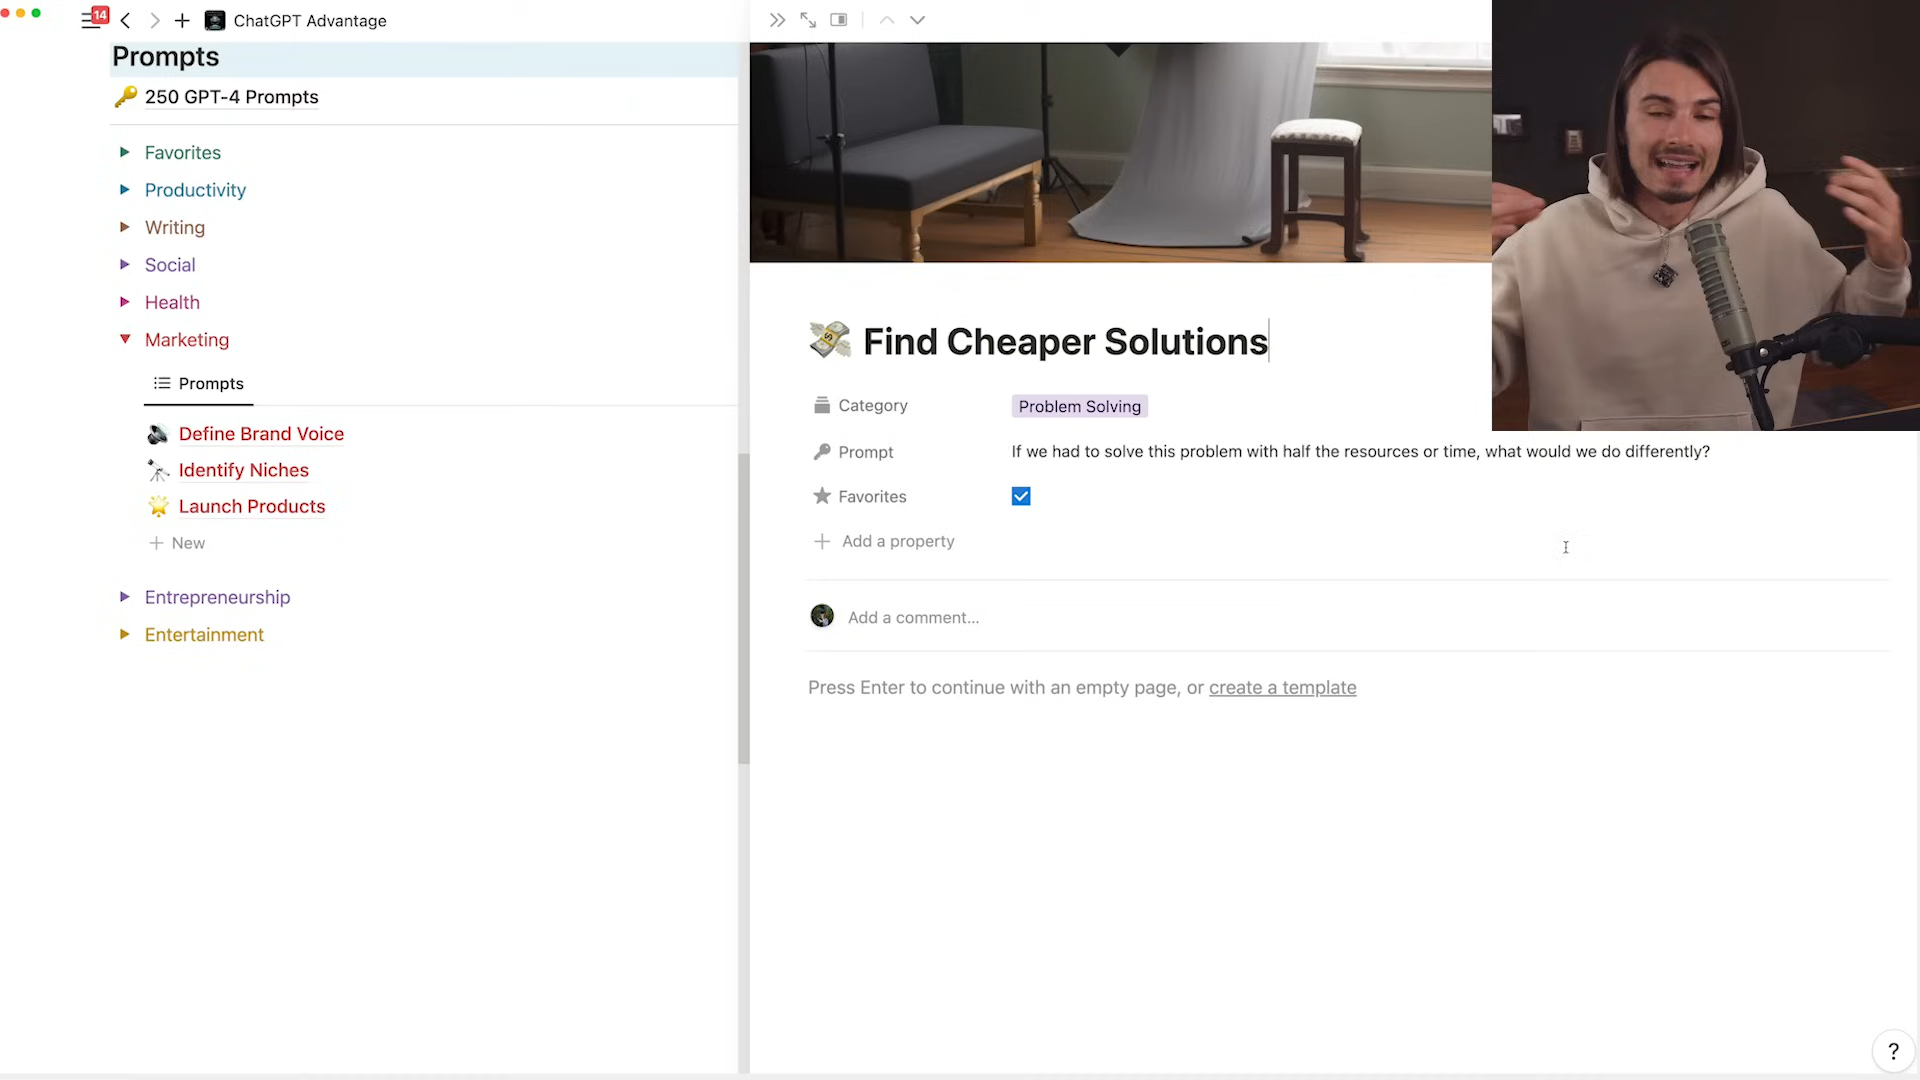 14
ChatGPT Advantage
Prompts
250 GPT-4 Prompts
Favorites
Productivity
Writing
Social
Health
Marketing
Prompts
Define Brand Voice
Identify Niches
Launch Products
New
Entrepreneurship
Entertainment
Find Cheaper Solutions
Category
Problem Solving
Prompt
If we had to solve this problem with half the resources or time, what would we do differently?
Favorites
Add a property
Add a comment...
Press Enter to continue with an empty page, or create a template
?